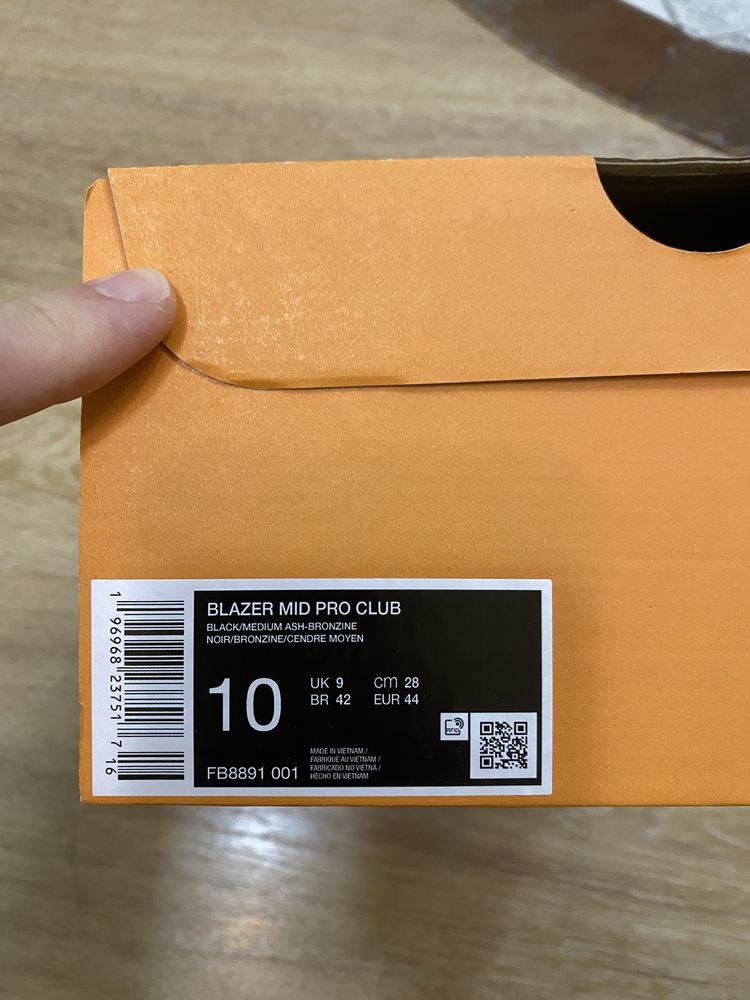 BLAZER MID PRO CLUB
BLACK/MEDIUM ASH-BRONZINE
NOIR/BRONZINE/CENDRE MOYEN
10
UK 9
cm 28
BR 42
EUR 44
FB8891 001
MADE IN VIETNAM /
FABRIQUE AU VIETNAM /
FABRICADO NO VIETNÃ /
HECHO EN VIETNAM
RFID
1 96968 23751 7 16